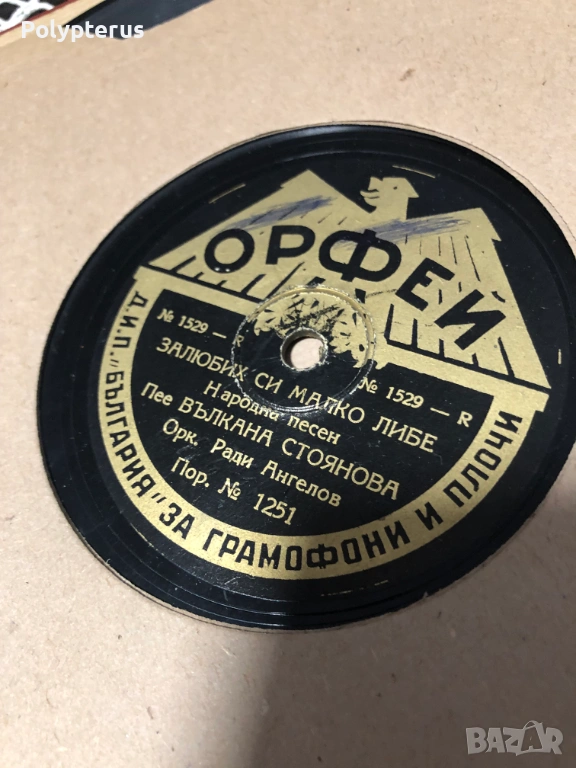 Polypterus
ОРФЕЙ
№ 1529 — R № 1529 — R
ЗАЛЮБИХ СИ МАЛКО ЛИБЕ
Народна песен
Пее ВЪЛКАНА СТОЯНОВА
Орк. Ради Ангелов
Пор. № 1251
Д.И.П. „БЪЛГАРИЯ“ ЗА ГРАМОФОНИ И ПЛОЧИ
BAZAR